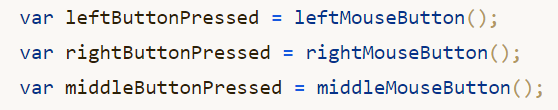 var leftButtonPressed = leftMouseButton();
var rightButtonPressed = rightMouseButton();
var middleButtonPressed = middleMouseButton();